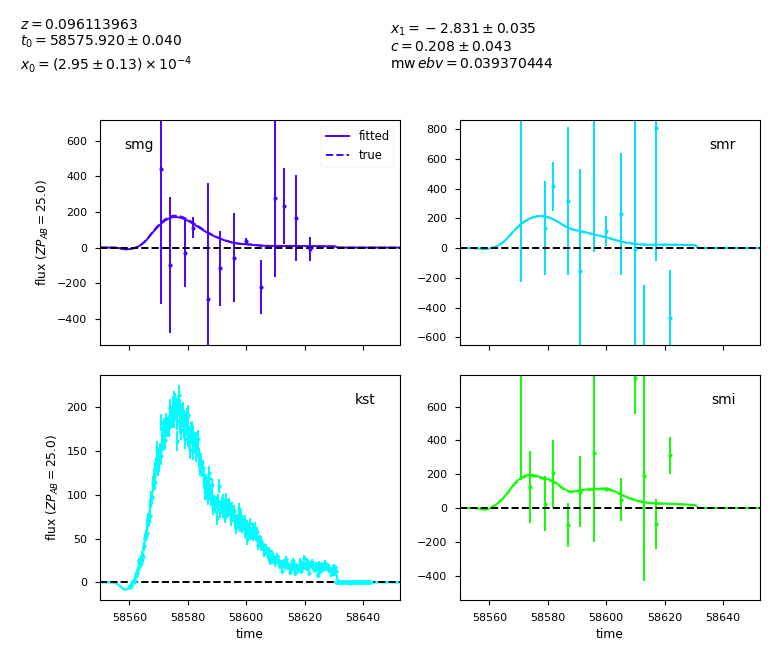 z = 0.096113963
t₀ = 58575.920 ± 0.040
x₀ = (2.95 ± 0.13) × 10⁻⁴
x₁ = −2.831 ± 0.035
c = 0.208 ± 0.043
mw ebv = 0.039370444
smg
fitted
true
600
400
200
0
−200
−400
flux (ZP_AB = 25.0)
smr
800
600
400
200
0
−200
−400
−600
kst
200
150
100
50
0
flux (ZP_AB = 25.0)
58560 58580 58600 58620 58640
time
smi
600
400
200
0
−200
−400
58560 58580 58600 58620 58640
time